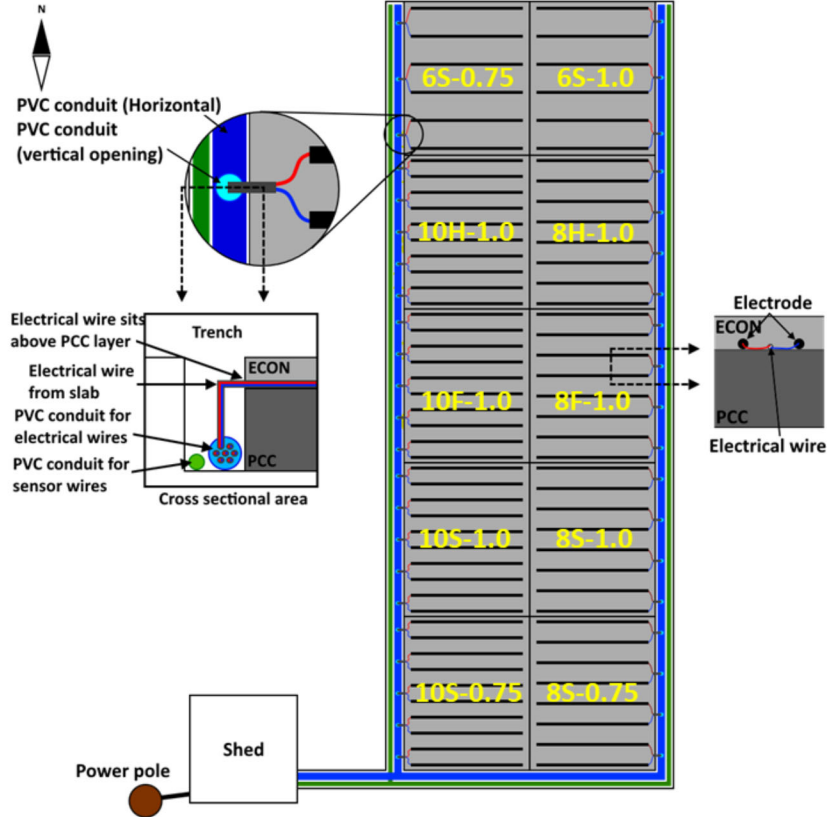 N
PVC conduit (Horizontal)
PVC conduit
(vertical opening)
6S-0.75
6S-1.0
10H-1.0
8H-1.0
Electrical wire sits
above PCC layer
Trench
ECON
Electrical wire
from slab
PVC conduit for
electrical wires
PCC
PVC conduit for
sensor wires
Cross sectional area
Electrode
ECON
PCC
Electrical wire
10F-1.0
8F-1.0
10S-1.0
8S-1.0
10S-0.75
8S-0.75
Shed
Power pole